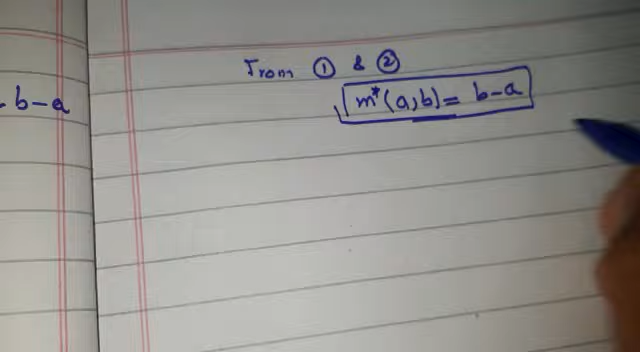 - b-a
From ① & ②
m*(a,b) = b-a